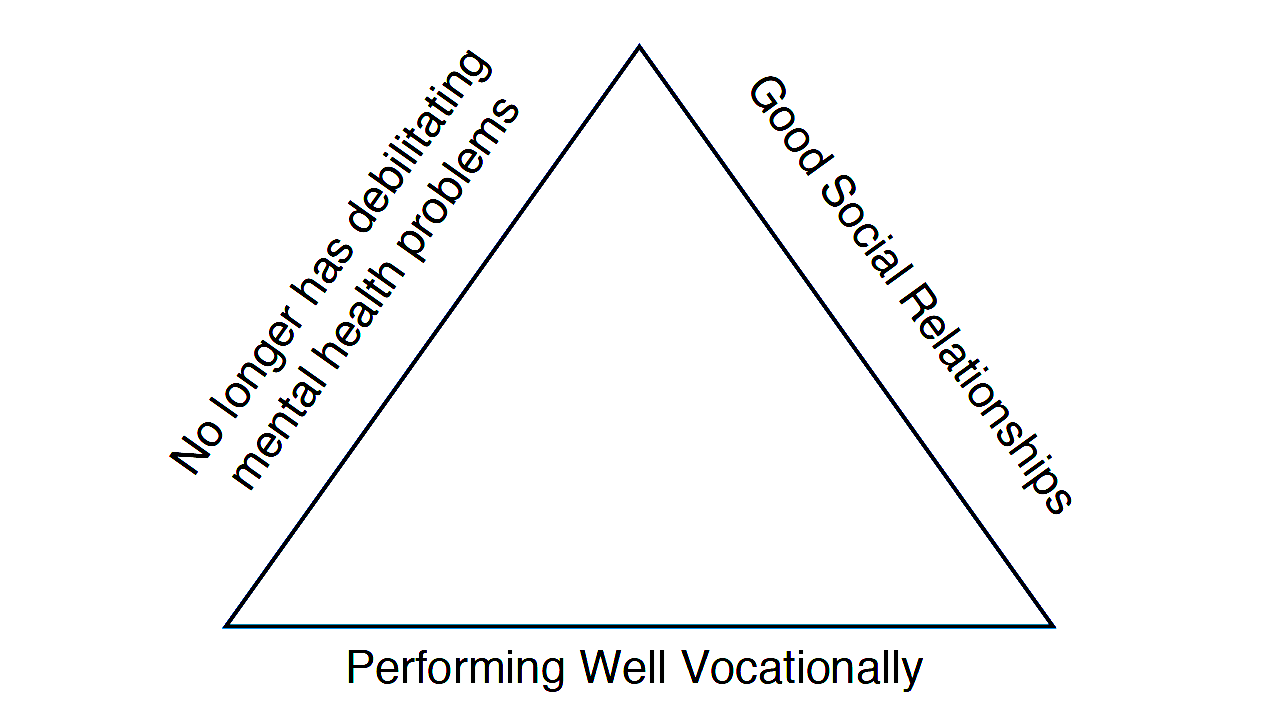 No longer has debilitating
mental health problems
Good Social Relationships
Performing Well Vocationally